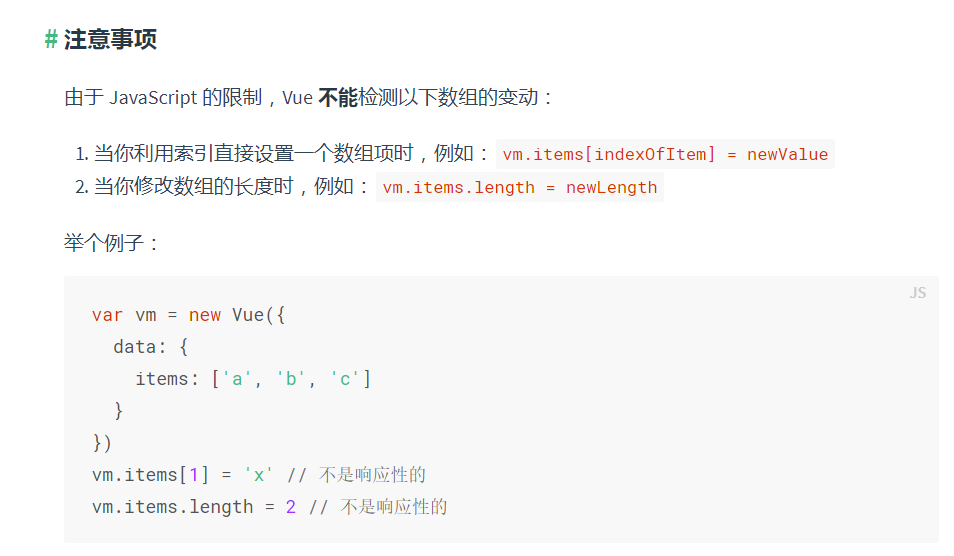 # 注意事项
由于 JavaScript 的限制，Vue 不能检测以下数组的变动：
1. 当你利用索引直接设置一个数组项时，例如：vm.items[indexOfItem] = newValue
2. 当你修改数组的长度时，例如：vm.items.length = newLength
举个例子：
JS
var vm = new Vue({
  data: {
    items: ['a', 'b', 'c']
  }
})
vm.items[1] = 'x' // 不是响应性的
vm.items.length = 2 // 不是响应性的